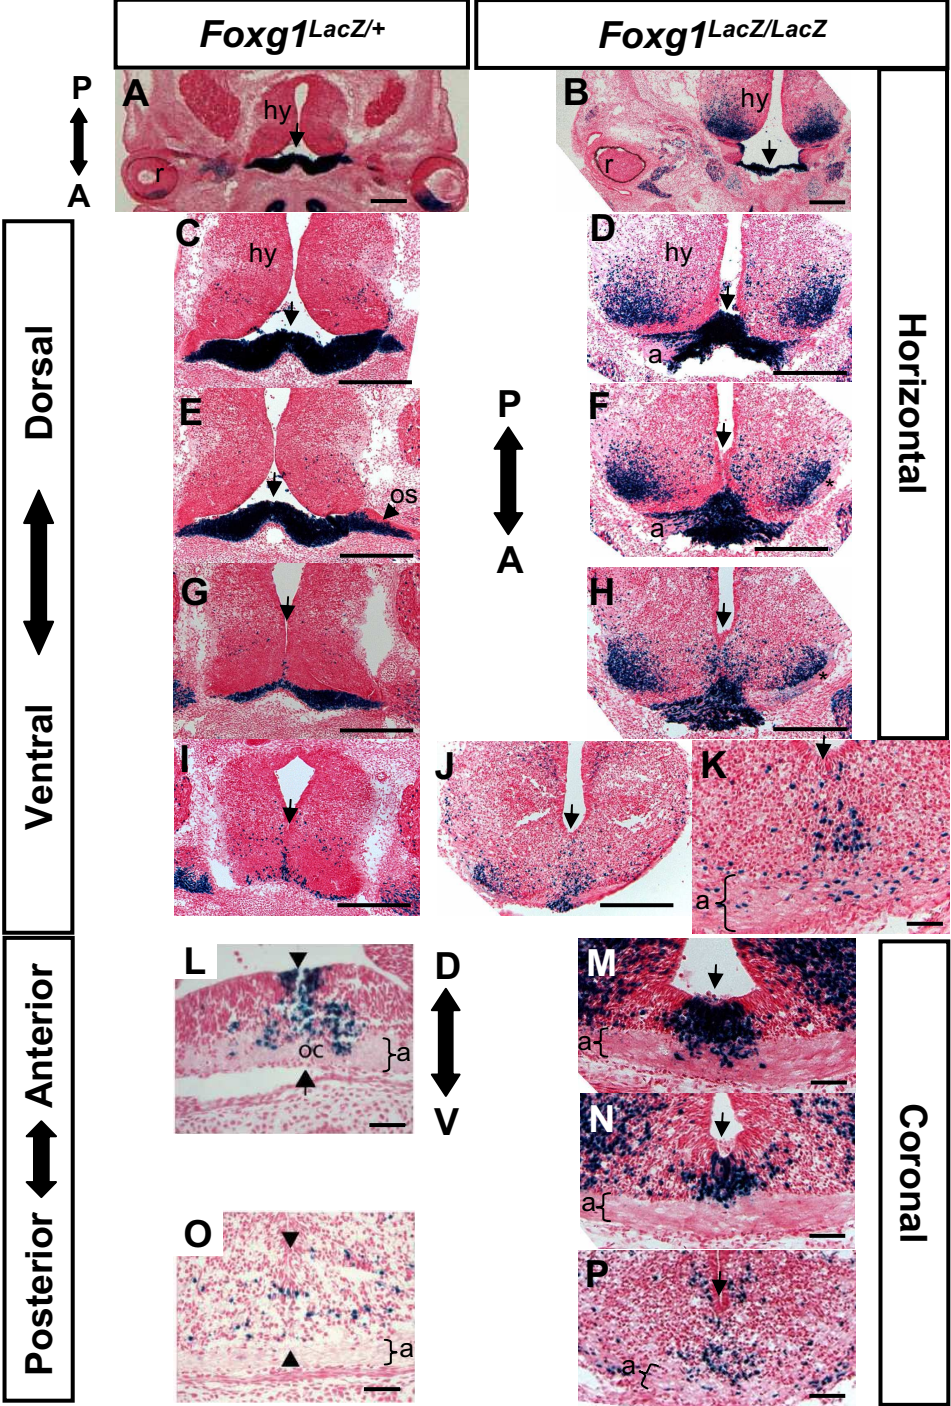 Foxg1LacZ/+
Foxg1LacZ/LacZ
P
A
A
hy
r
B
hy
r
Horizontal
Dorsal
Ventral
C
hy
D
hy
a
E
os
P
A
F
a
*
G
H
*
I
J
K
a
Anterior
Posterior
L
oc
a
D
V
M
a
Coronal
N
a
O
a
P
a